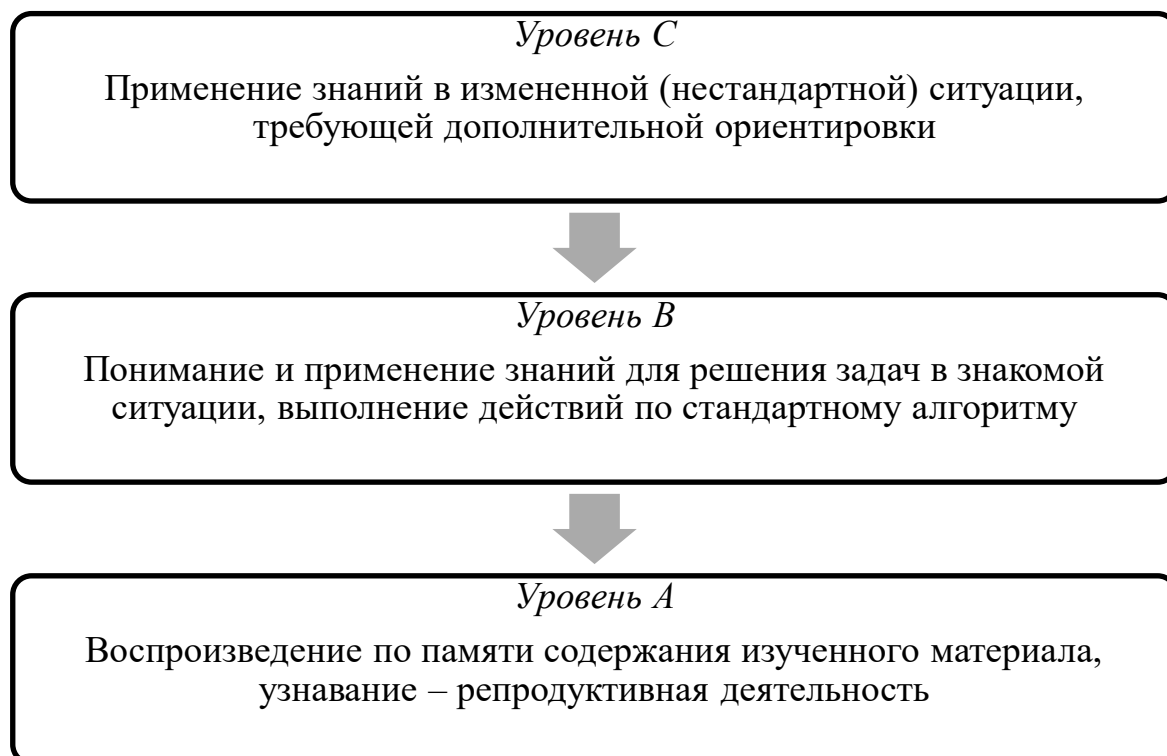 Уровень С
Применение знаний в измененной (нестандартной) ситуации,
требующей дополнительной ориентировки
Уровень В
Понимание и применение знаний для решения задач в знакомой
ситуации, выполнение действий по стандартному алгоритму
Уровень А
Воспроизведение по памяти содержания изученного материала,
узнавание – репродуктивная деятельность